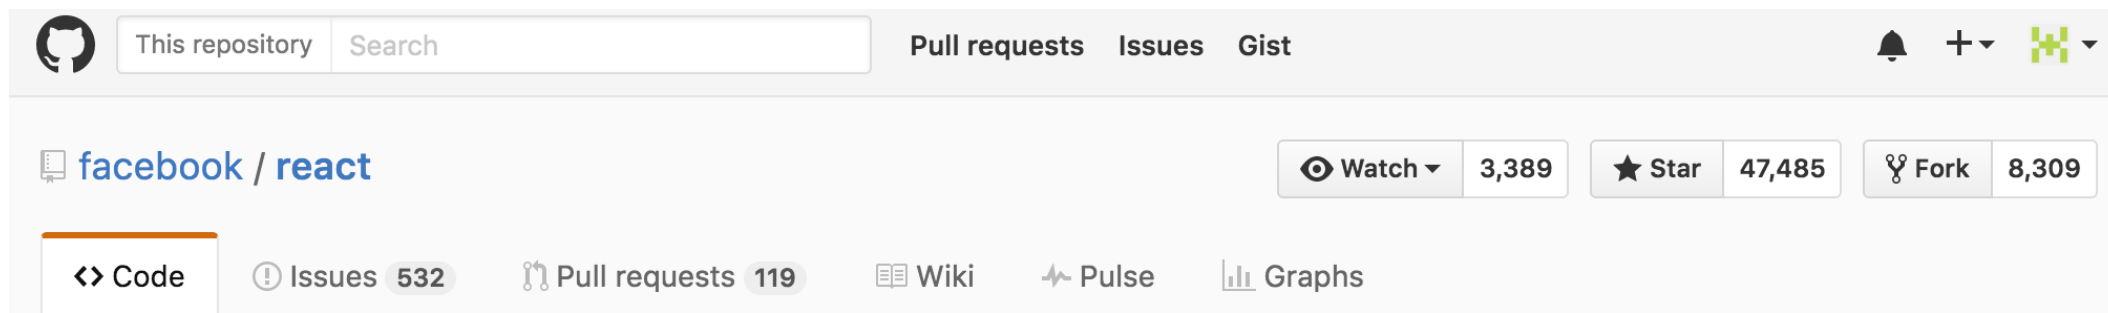 This repository Search Pull requests Issues Gist
facebook / react Watch 3,389 Star 47,485 Fork 8,309
Code Issues 532 Pull requests 119 Wiki Pulse Graphs